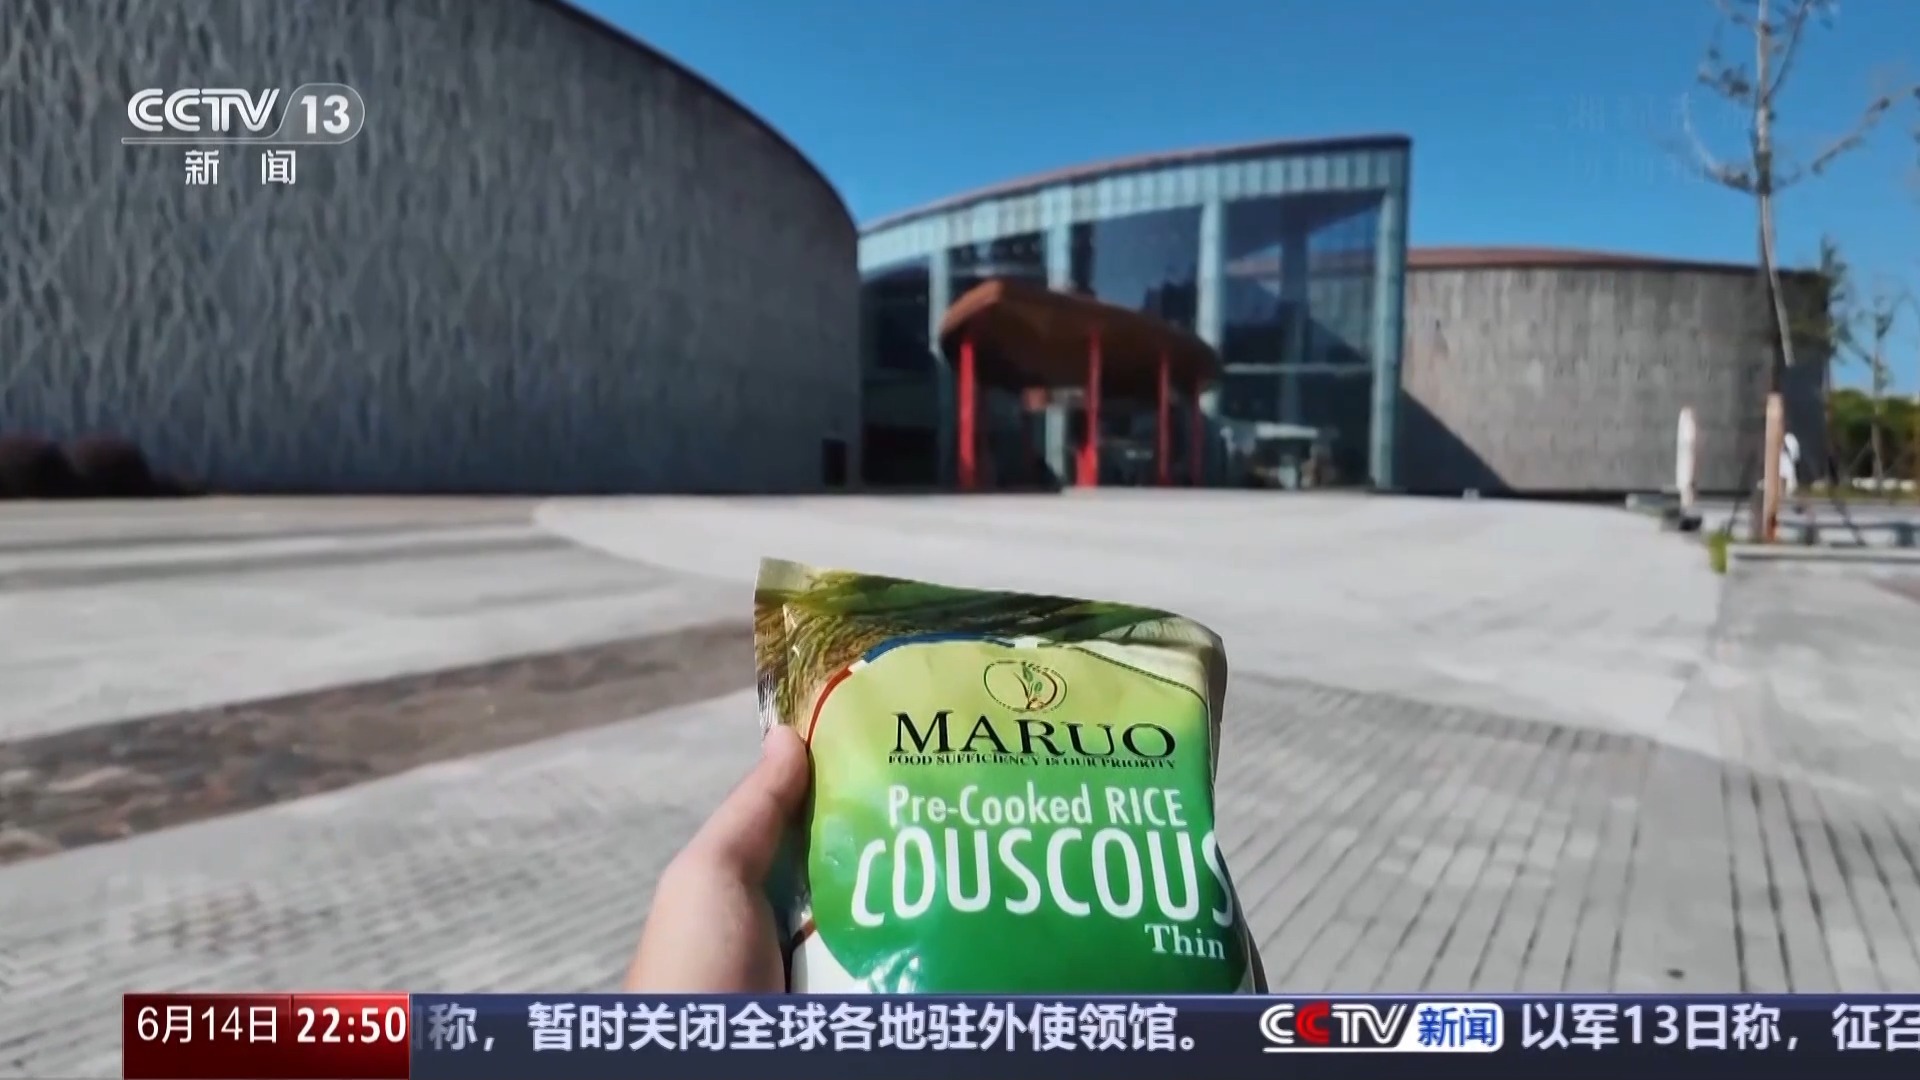 CCTV 13
新闻
MARUO
FOOD SUFFICIENCY IS OUR PRIORITY
Pre-Cooked RICE
COUSCOUS
Thin
6月14日 22:50 称，暂时关闭全球各地驻外使领馆。 CCTV新闻 以军13日称，征召